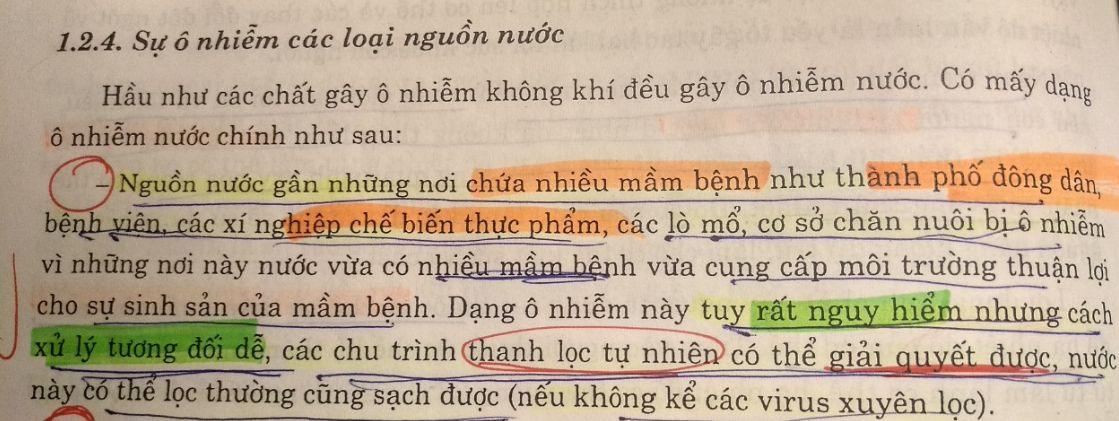 1.2.4. Sự ô nhiễm các loại nguồn nước
Hầu như các chất gây ô nhiễm không khí đều gây ô nhiễm nước. Có mấy dạng
ô nhiễm nước chính như sau:
– Nguồn nước gần những nơi chứa nhiều mầm bệnh như thành phố đông dân,
bệnh viện, các xí nghiệp chế biến thực phẩm, các lò mổ, cơ sở chăn nuôi bị ô nhiễm
vì những nơi này nước vừa có nhiều mầm bệnh vừa cung cấp môi trường thuận lợi
cho sự sinh sản của mầm bệnh. Dạng ô nhiễm này tuy rất nguy hiểm nhưng cách
xử lý tương đối dễ, các chu trình thanh lọc tự nhiên có thể giải quyết được, nước
này có thể lọc thường cũng sạch được (nếu không kể các virus xuyên lọc).